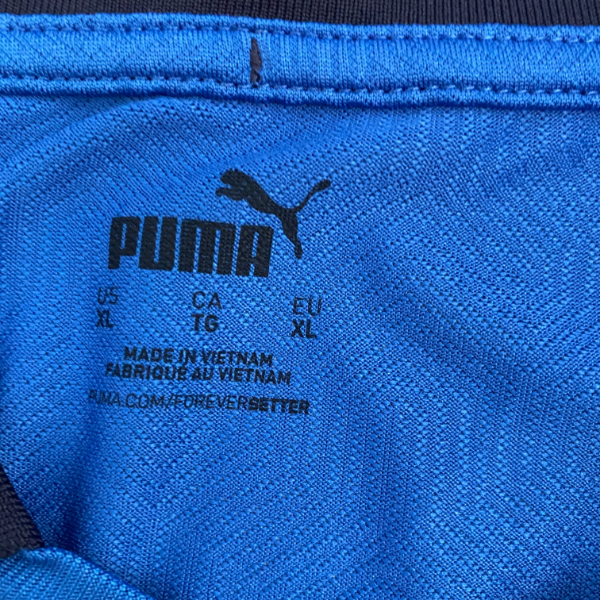 PUMA
US CA EU
XL TG XL
MADE IN VIETNAM
FABRIQUÉ AU VIETNAM
PUMA.COM/FOREVERBETTER